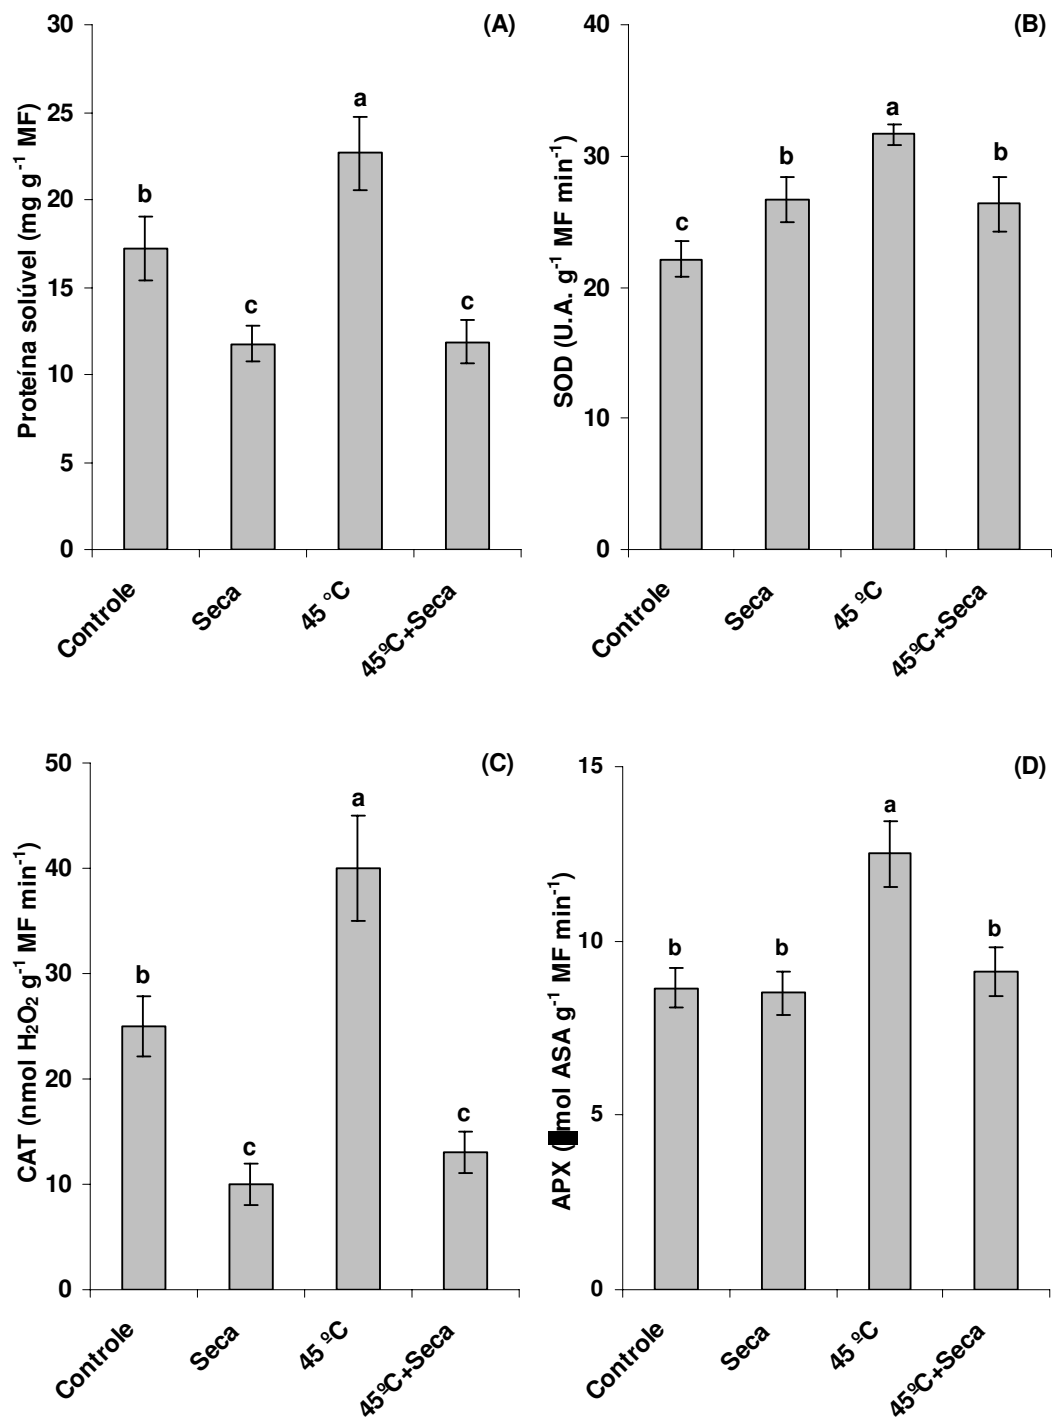 (A)
Proteína solúvel (mg g⁻¹ MF)
30
25
20
15
10
5
0
b
c
a
c
Controle
Seca
45 °C
45ºC+Seca
(B)
SOD (U.A. g⁻¹ MF min⁻¹)
40
30
20
10
0
c
b
a
b
Controle
Seca
45 ºC
45ºC+Seca
(C)
CAT (nmol H₂O₂ g⁻¹ MF min⁻¹)
50
40
30
20
10
0
b
c
a
c
Controle
Seca
45 ºC
45ºC+Seca
(D)
APX (mol ASA g⁻¹ MF min⁻¹)
15
10
5
0
b
b
a
b
Controle
Seca
45 ºC
45ºC+Seca